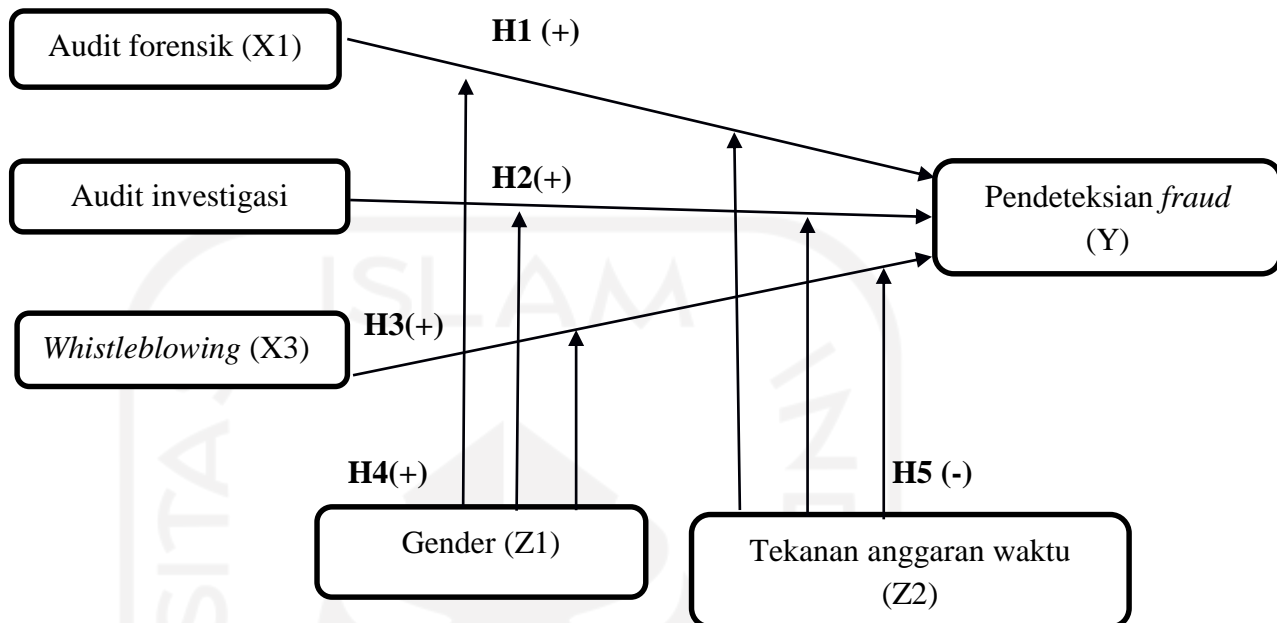 H1 (+)
Audit forensik (X1)
Audit investigasi
H2(+)
Pendeteksian fraud
(Y)
ISLAM
H3(+)
Whistleblowing (X3)
H4(+)
H5 (-)
Gender (Z1)
Tekanan anggaran waktu
(Z2)